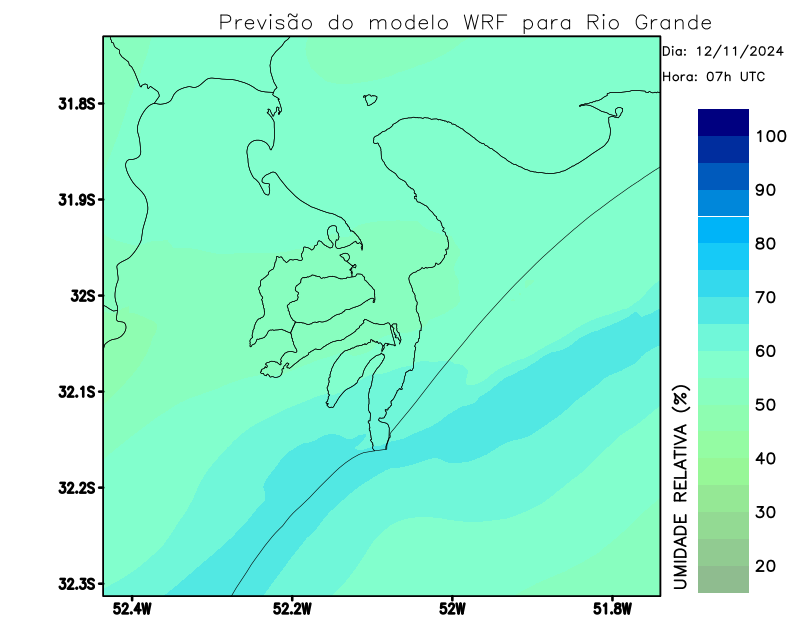 Previsão do modelo WRF para Rio Grande
Dia: 12/11/2024
Hora: 07h UTC
31.8S
31.9S
32S
32.1S
32.2S
32.3S
52.4W
52.2W
52W
51.8W
100
90
80
70
60
50
40
30
20
UMIDADE RELATIVA (%)